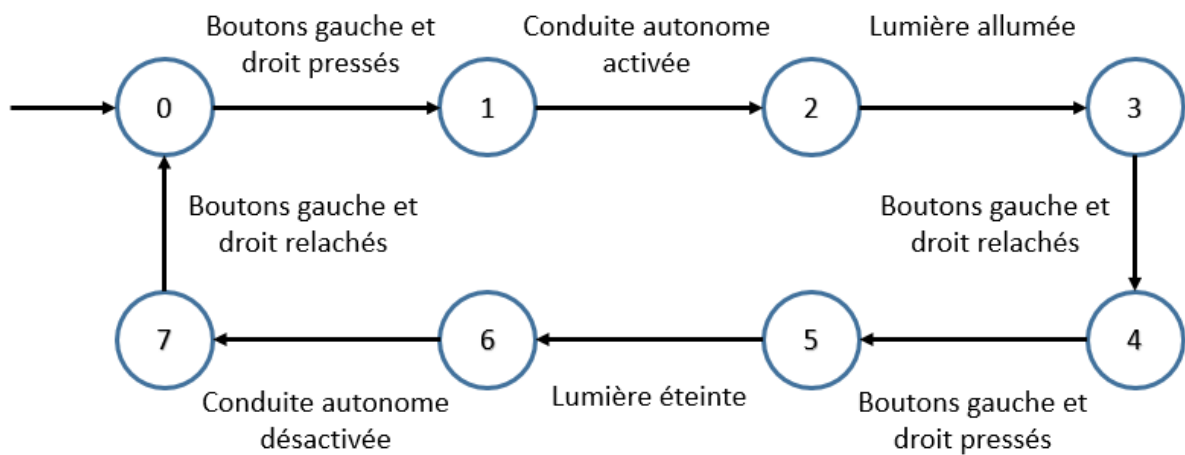 Boutons gauche et
droit pressés
Conduite autonome
activée
Lumière allumée
0
1
2
3
Boutons gauche et
droit relachés
Boutons gauche et
droit relachés
7
6
5
4
Conduite autonome
désactivée
Lumière éteinte
Boutons gauche et
droit pressés